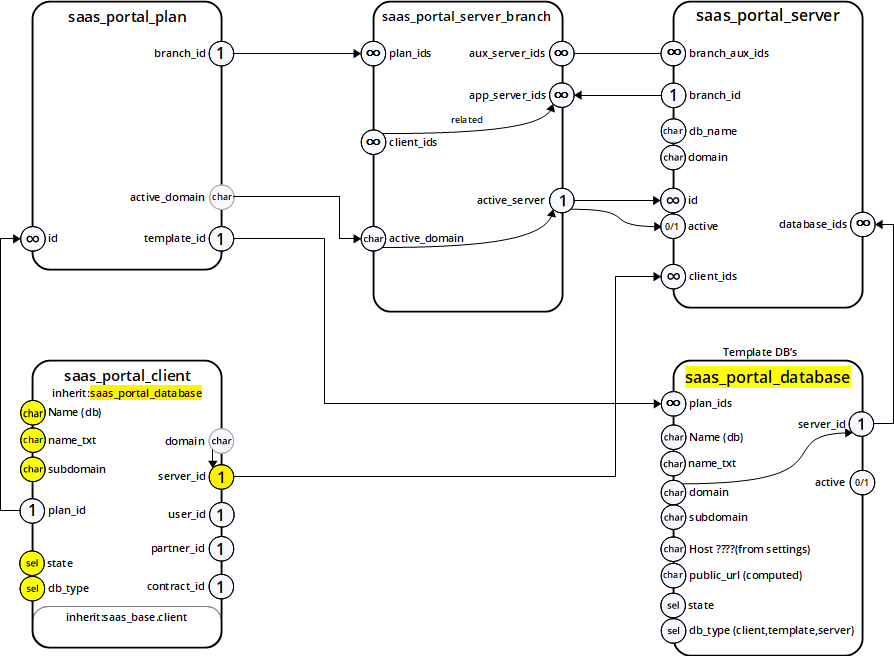 saas_portal_plan
branch_id 1
active_domain char
∞ id
template_id 1
saas_portal_server_branch
∞ plan_ids
aux_server_ids ∞
app_server_ids ∞
related
∞ client_ids
active_server 1
char active_domain
saas_portal_server
∞ branch_aux_ids
1 branch_id
char db_name
char domain
∞ id
0/1 active
database_ids ∞
∞ client_ids
saas_portal_client
inherit:saas_portal_database
char Name (db)
char name_txt
domain char
char subdomain
server_id 1
1 plan_id
user_id 1
partner_id 1
sel state
sel db_type
contract_id 1
inherit:saas_base.client
Template DB's
saas_portal_database
∞ plan_ids
server_id 1
char Name (db)
char name_txt
active 0/1
char domain
char subdomain
char Host ????(from settings)
char public_url (computed)
sel state
sel db_type (client,template,server)